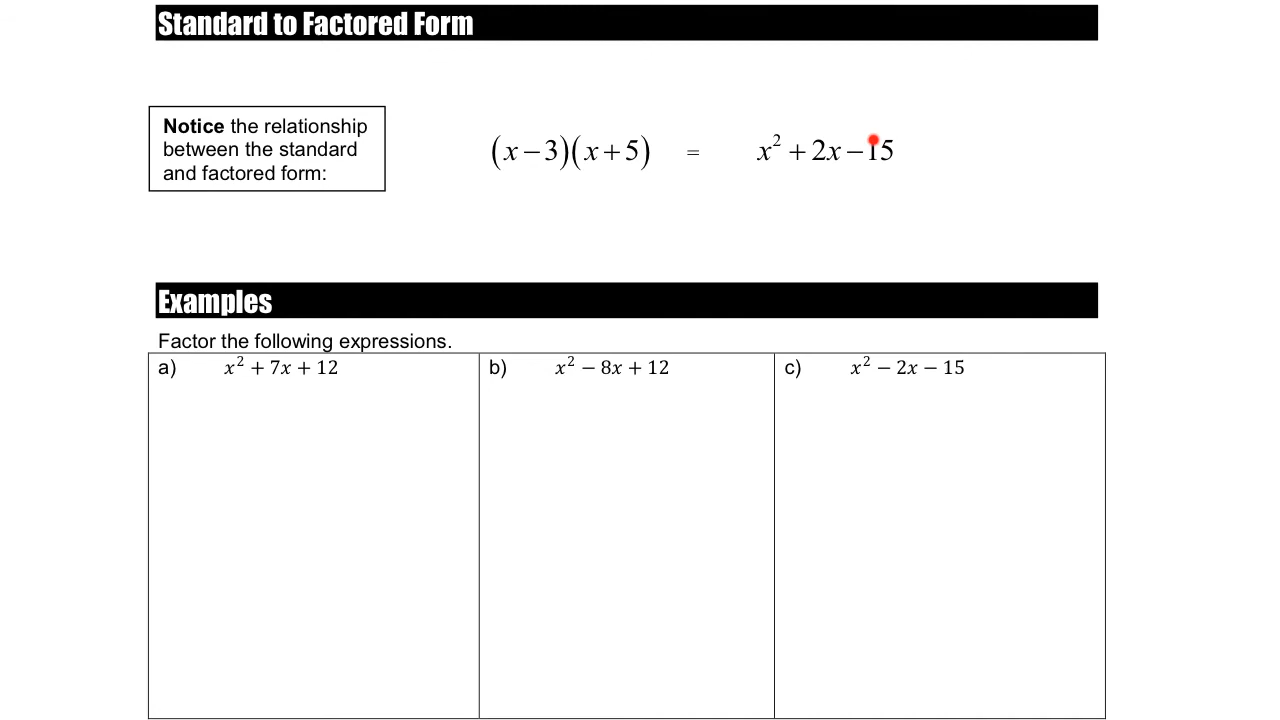 Standard to Factored Form
Notice the relationship
between the standard
and factored form:
(x − 3)(x + 5) = x² + 2x − 15
Examples
Factor the following expressions.
a) x² + 7x + 12
b) x² − 8x + 12
c) x² − 2x − 15